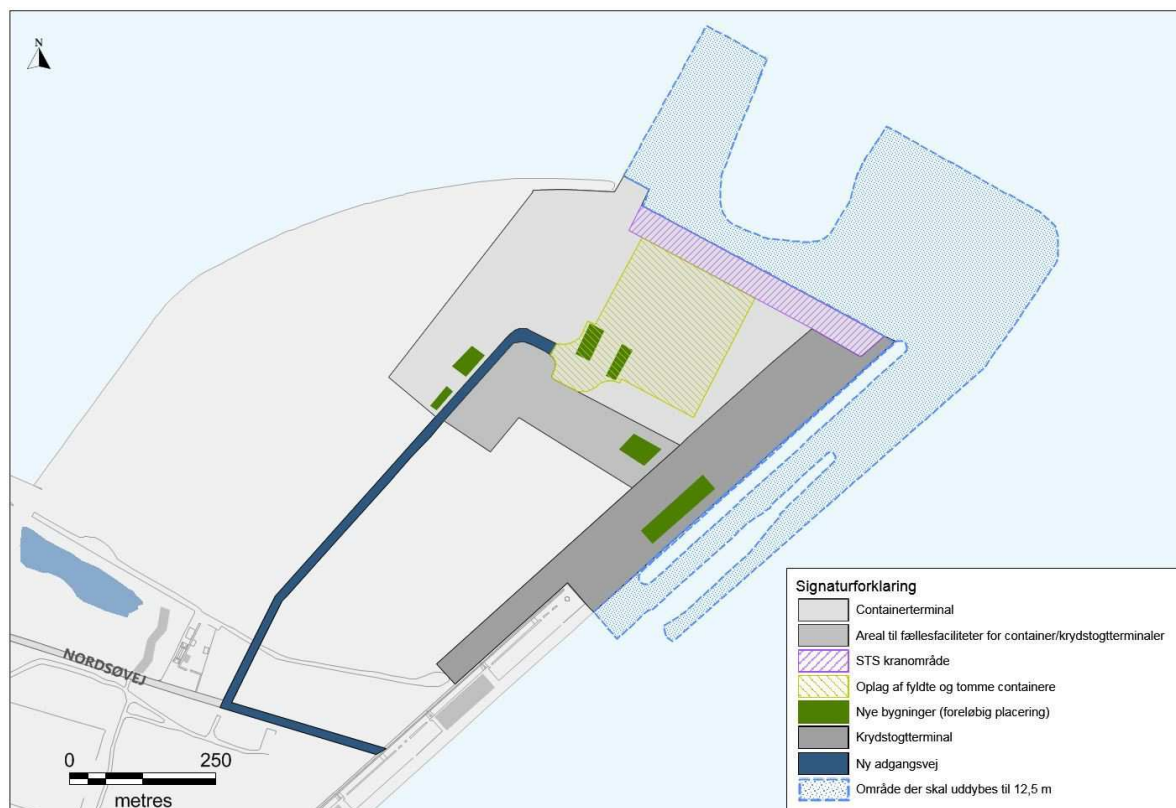 N
NORDSØVEJ
0 250
metres
Signaturforklaring
Containerterminal
Areal til fællesfaciliteter for container/krydstogtterminaler
STS kranområde
Oplag af fyldte og tomme containere
Nye bygninger (foreløbig placering)
Krydstogtterminal
Ny adgangsvej
Område der skal uddybes til 12,5 m